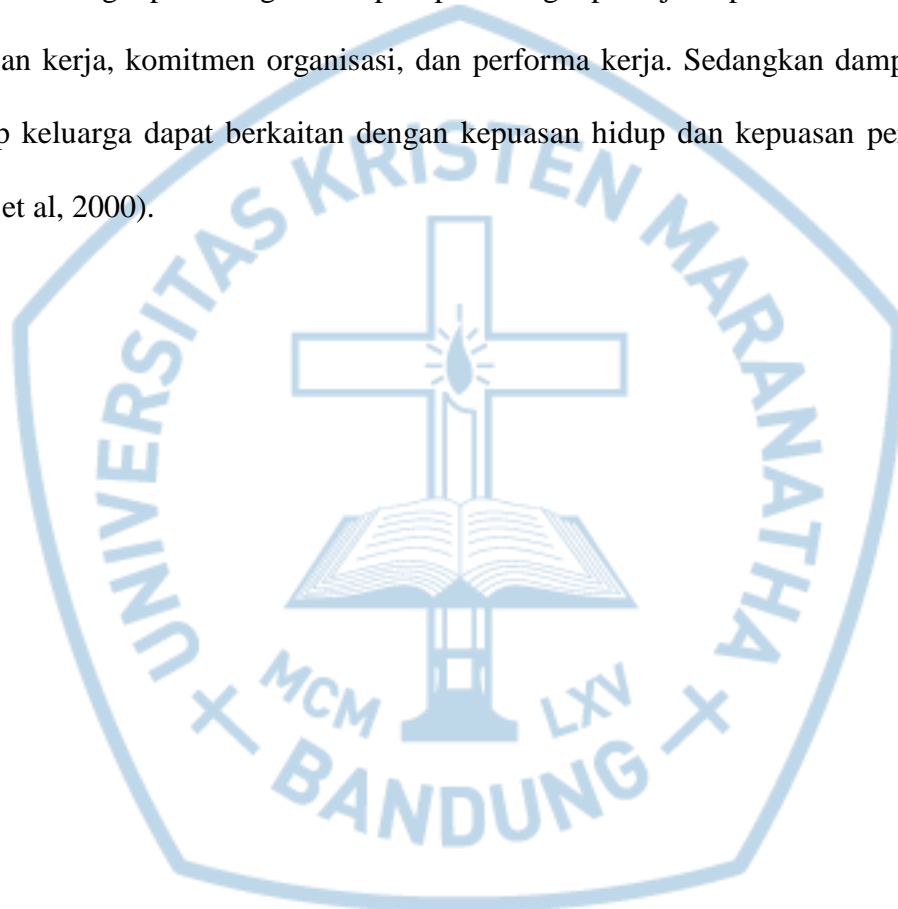 an kerja, komitmen organisasi, dan performa kerja. Sedangkan damp
p keluarga dapat berkaitan dengan kepuasan hidup dan kepuasan per
et al, 2000).
UNIVERSITAS KRISTEN MARANATHA
MCM LXV
BANDUNG